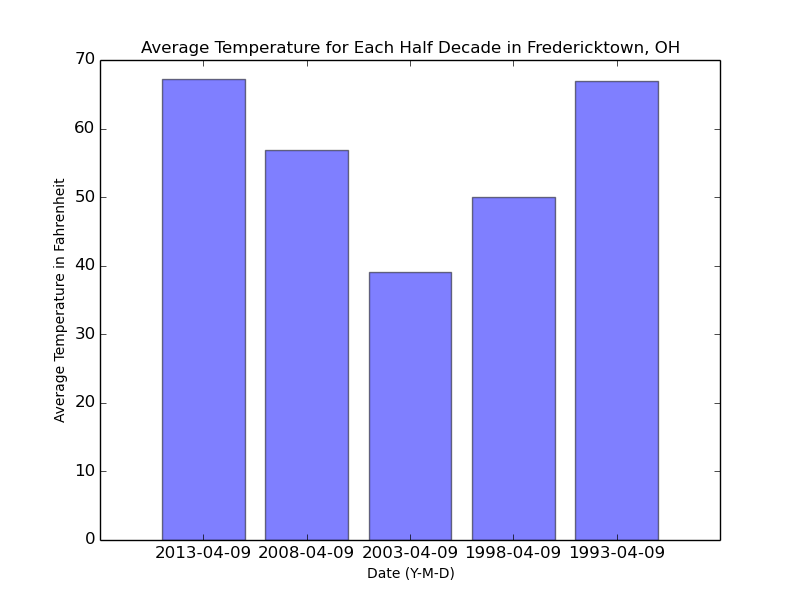 Average Temperature for Each Half Decade in Fredericktown, OH
70
60
50
40
30
20
10
0
Average Temperature in Fahrenheit
2013-04-09 2008-04-09 2003-04-09 1998-04-09 1993-04-09
Date (Y-M-D)